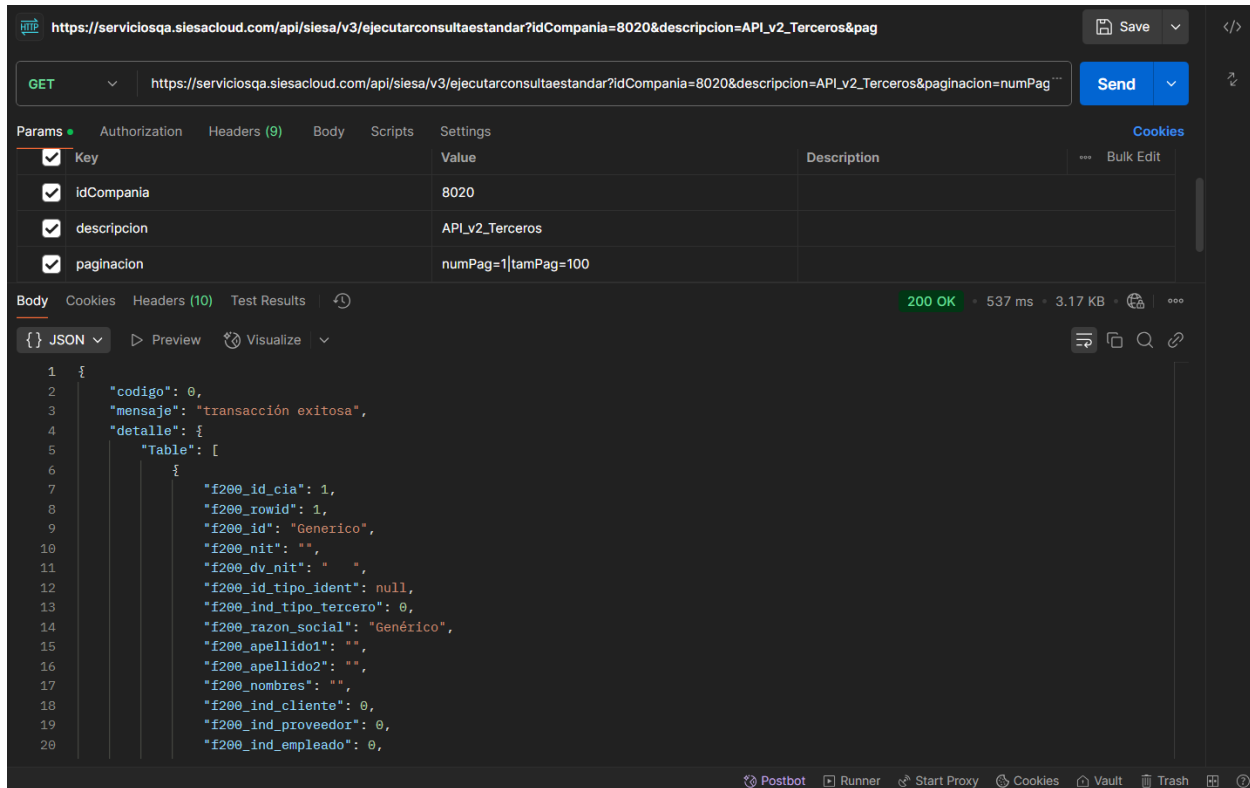 HTTP https://serviciosqa.siesacloud.com/api/siesa/v3/ejecutarconsultaestandar?idCompania=8020&descripcion=API_v2_Terceros&pag Save </>
GET https://serviciosqa.siesacloud.com/api/siesa/v3/ejecutarconsultaestandar?idCompania=8020&descripcion=API_v2_Terceros&paginacion=numPag... Send
Params Authorization Headers (9) Body Scripts Settings Cookies
Key Value Description ... Bulk Edit
idCompania 8020
descripcion API_v2_Terceros
paginacion numPag=1|tamPag=100
Body Cookies Headers (10) Test Results 200 OK • 537 ms • 3.17 KB • ...
{} JSON Preview Visualize
1 {
2 "codigo": 0,
3 "mensaje": "transacción exitosa",
4 "detalle": {
5 "Table": [
6 {
7 "f200_id_cia": 1,
8 "f200_rowid": 1,
9 "f200_id": "Generico",
10 "f200_nit": "",
11 "f200_dv_nit": "   ",
12 "f200_id_tipo_ident": null,
13 "f200_ind_tipo_tercero": 0,
14 "f200_razon_social": "Genérico",
15 "f200_apellido1": "",
16 "f200_apellido2": "",
17 "f200_nombres": "",
18 "f200_ind_cliente": 0,
19 "f200_ind_proveedor": 0,
20 "f200_ind_empleado": 0,
Postbot Runner Start Proxy Cookies Vault Trash